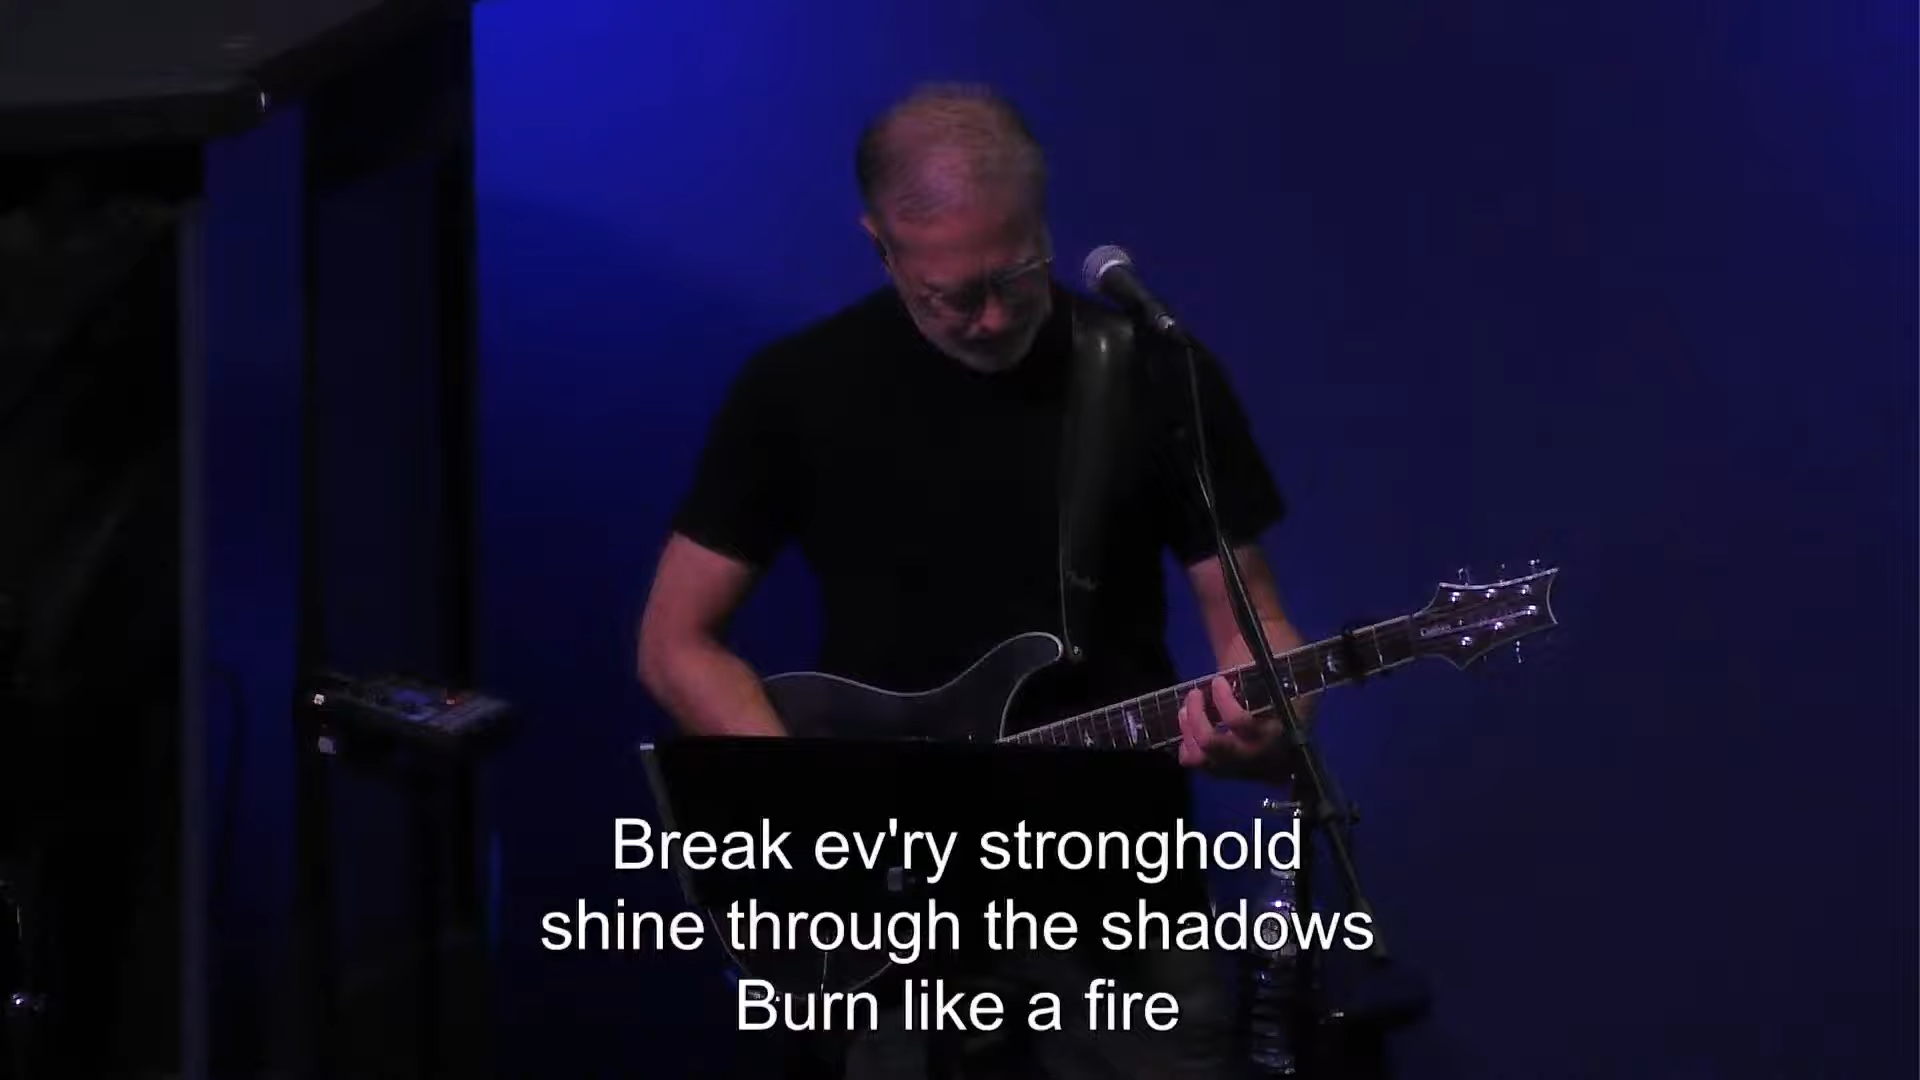 Break ev'ry stronghold
shine through the shadows
Burn like a fire